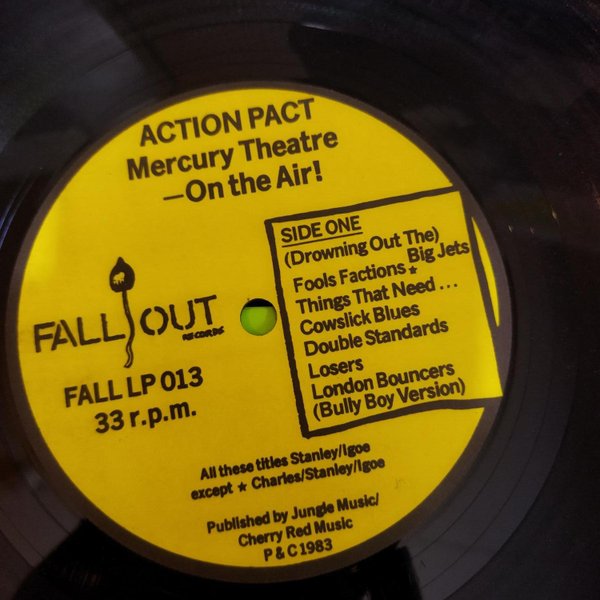 ACTION PACT
Mercury Theatre
—On the Air!
SIDE ONE
(Drowning Out The)
Big Jets
Fools Factions ★
Things That Need ...
Cowslick Blues
Double Standards
Losers
London Bouncers
(Bully Boy Version)
FALL OUT
RECORDS
FALL LP 013
33 r.p.m.
All these titles Stanley/Igoe
except ★ Charles/Stanley/Igoe
Published by Jungle Music/
Cherry Red Music
P & C 1983